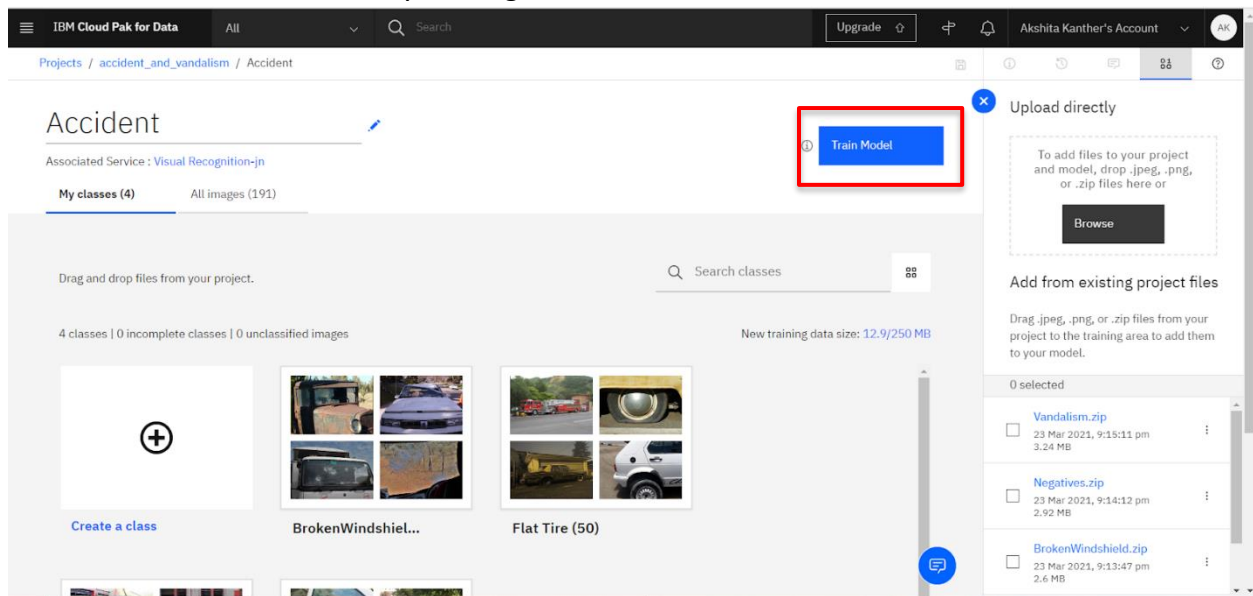 IBM Cloud Pak for Data
All
Search
Upgrade
Akshita Kanther's Account
AK
Projects / accident_and_vandalism / Accident
Accident
Associated Service : Visual Recognition-jn
Train Model
My classes (4)
All images (191)
Drag and drop files from your project.
Search classes
4 classes | 0 incomplete classes | 0 unclassified images
New training data size: 12.9/250 MB
Create a class
BrokenWindshiel...
Flat Tire (50)
Upload directly
To add files to your project
and model, drop .jpeg, .png,
or .zip files here or
Browse
Add from existing project files
Drag .jpeg, .png, or .zip files from your
project to the training area to add them
to your model.
0 selected
Vandalism.zip
23 Mar 2021, 9:15:11 pm
3.24 MB
Negatives.zip
23 Mar 2021, 9:14:12 pm
2.92 MB
BrokenWindshield.zip
23 Mar 2021, 9:13:47 pm
2.6 MB